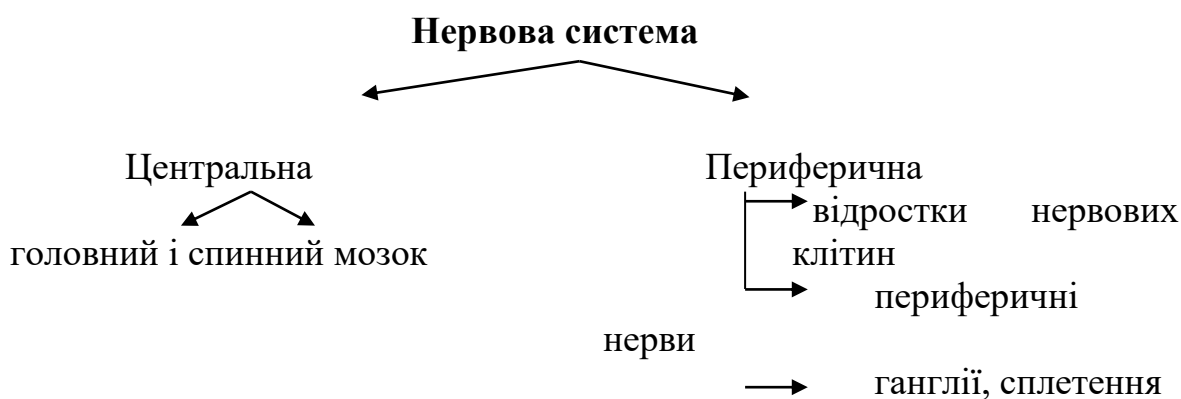 Нервова система
Центральна
Периферична
відростки нервових
головний і спинний мозок
клітин
периферичні
нерви
ганглії, сплетення